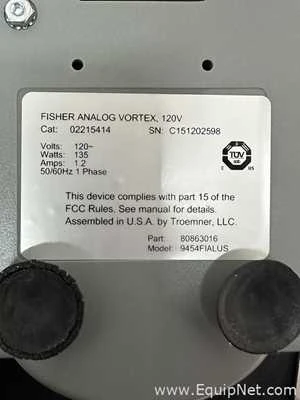 FISHER ANALOG VORTEX, 120V
Cat: 02215414 SN: C151202598
Volts: 120~
Watts: 135
Amps: 1.2
50/60Hz 1 Phase
TÜV
C US
This device complies with part 15 of the
FCC Rules. See manual for details.
Assembled in U.S.A. by Troemner, LLC.
Part: 80863016
Model: 9454FIALUS
www.EquipNet.com